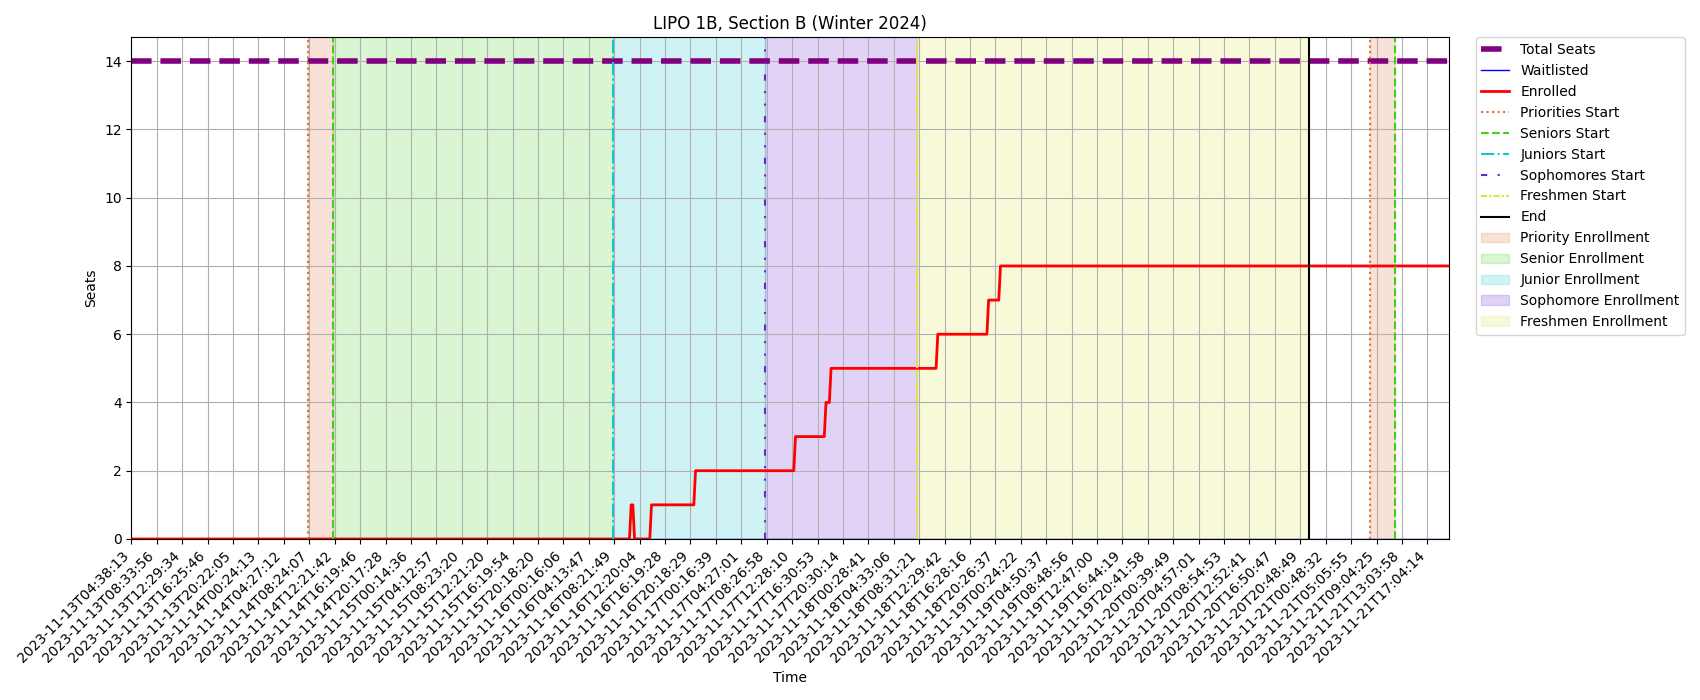 LIPO 1B, Section B (Winter 2024)
14
12
10
8
6
4
2
0
Seats
2023-11-13T04:38:13
2023-11-13T08:33:56
2023-11-13T12:29:34
2023-11-13T16:25:46
2023-11-13T20:22:05
2023-11-14T00:24:13
2023-11-14T04:27:12
2023-11-14T08:24:07
2023-11-14T12:21:42
2023-11-14T16:19:46
2023-11-14T20:17:28
2023-11-15T00:14:36
2023-11-15T04:12:57
2023-11-15T08:23:20
2023-11-15T12:21:20
2023-11-15T16:19:54
2023-11-15T20:18:20
2023-11-16T00:16:06
2023-11-16T04:13:47
2023-11-16T08:21:49
2023-11-16T12:20:04
2023-11-16T16:19:28
2023-11-16T20:18:29
2023-11-17T00:16:39
2023-11-17T04:27:01
2023-11-17T08:26:58
2023-11-17T12:28:10
2023-11-17T16:30:53
2023-11-17T20:30:14
2023-11-18T00:28:41
2023-11-18T04:33:06
2023-11-18T08:31:21
2023-11-18T12:29:42
2023-11-18T16:28:16
2023-11-18T20:26:37
2023-11-19T00:24:22
2023-11-19T04:50:37
2023-11-19T08:48:56
2023-11-19T12:47:00
2023-11-19T16:44:19
2023-11-19T20:41:58
2023-11-20T00:39:49
2023-11-20T04:57:01
2023-11-20T08:54:53
2023-11-20T12:52:41
2023-11-20T16:50:47
2023-11-20T20:48:49
2023-11-21T00:48:32
2023-11-21T05:05:55
2023-11-21T09:04:25
2023-11-21T13:03:58
2023-11-21T17:04:14
Time
Total Seats
Waitlisted
Enrolled
Priorities Start
Seniors Start
Juniors Start
Sophomores Start
Freshmen Start
End
Priority Enrollment
Senior Enrollment
Junior Enrollment
Sophomore Enrollment
Freshmen Enrollment